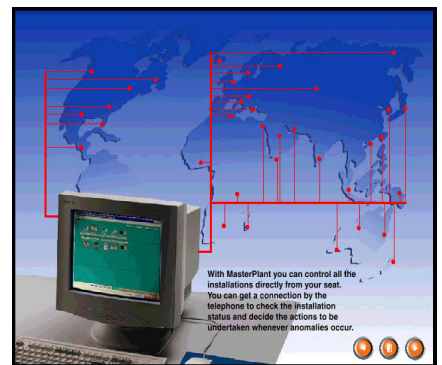 With MasterPlant you can control all the
installations directly from your seat.
You can get a connection by the
telephone to check the installation
status and decide the actions to be
undertaken whenever anomalies occur.